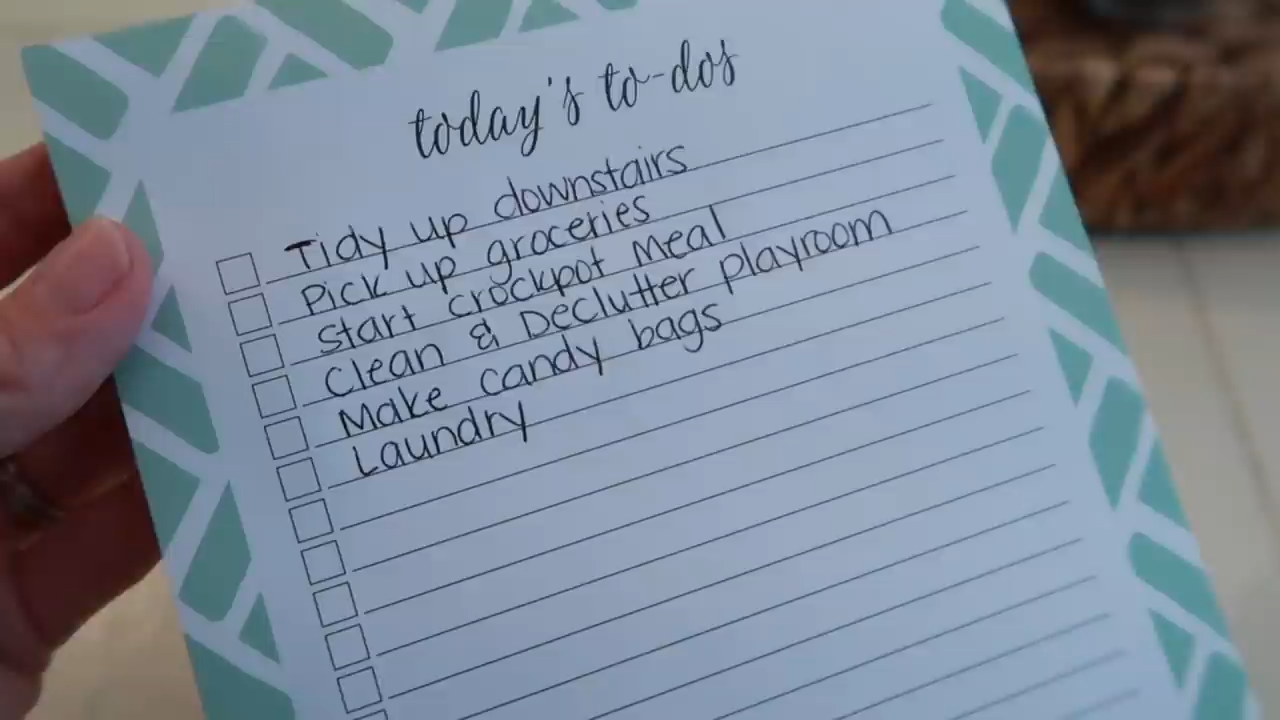 today's to-dos
Tidy up downstairs
Pick up groceries
Start crockpot meal
Clean & Declutter playroom
Make candy bags
Laundry